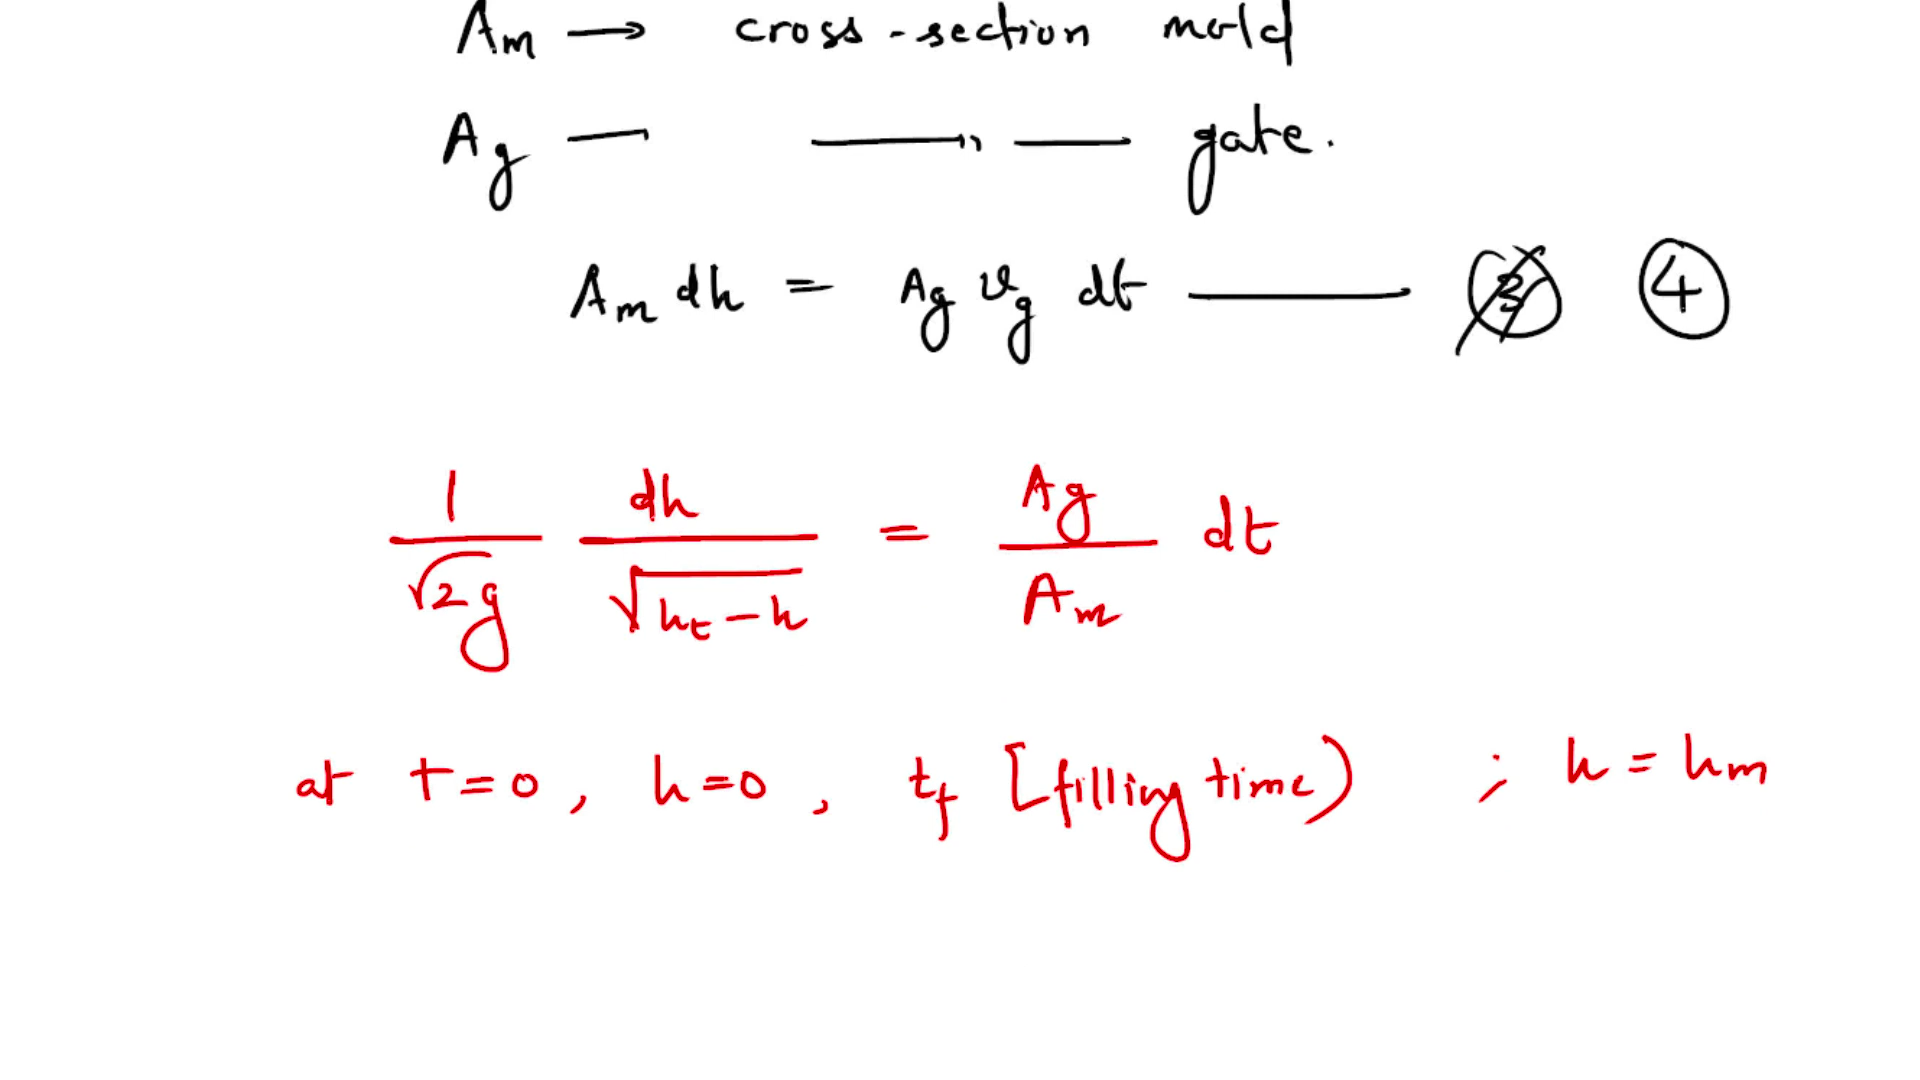 Am → cross-section mold
Ag — —— ,, —— gate.
Am dh = Ag vg dt —— ③ ④
1/√2g dh/√(ht-h) = Ag/Am dt
at t=0, h=0, tf [filling time) ; h=hm